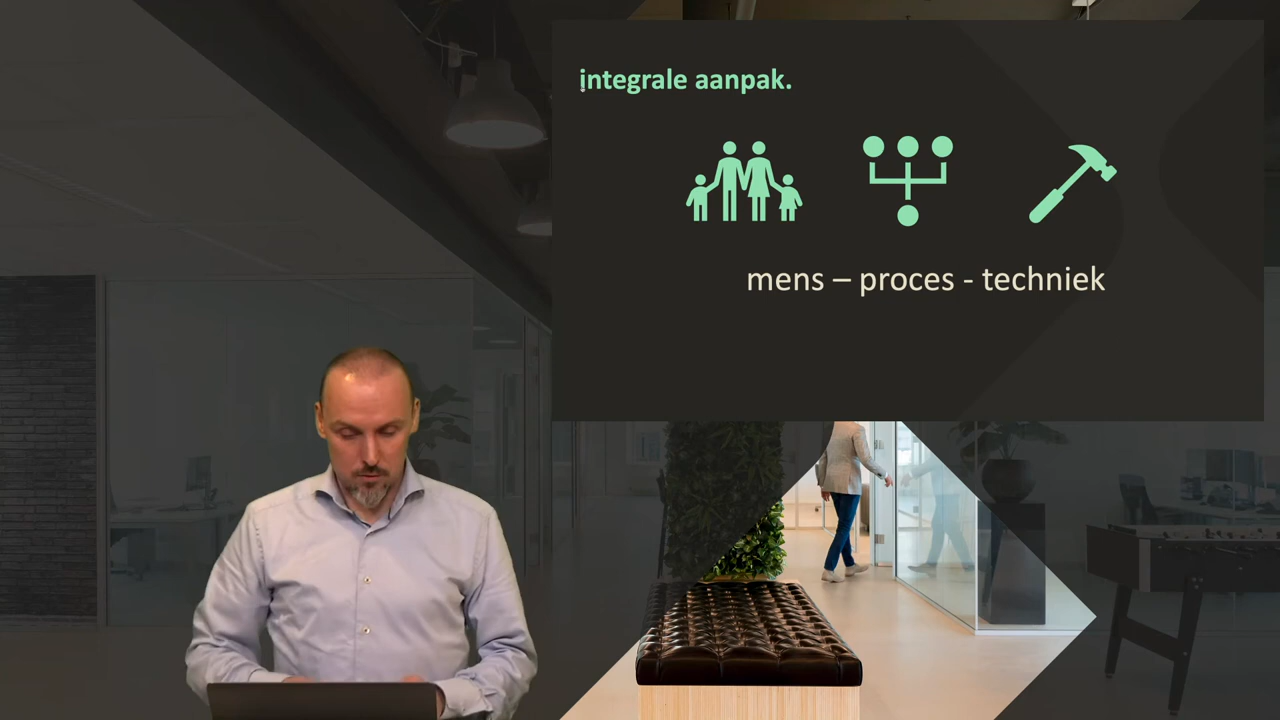 integrale aanpak.
mens – proces - techniek